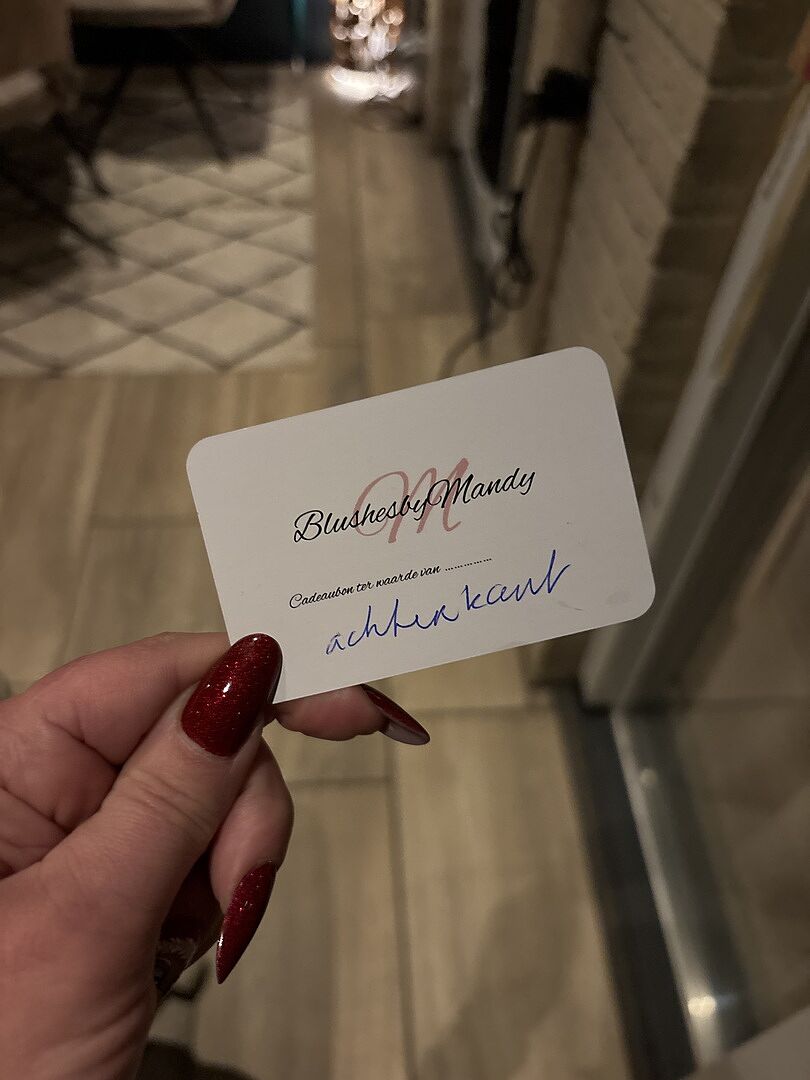 M
BlushesbyMandy
Cadeaubon ter waarde van ..............
achterkant